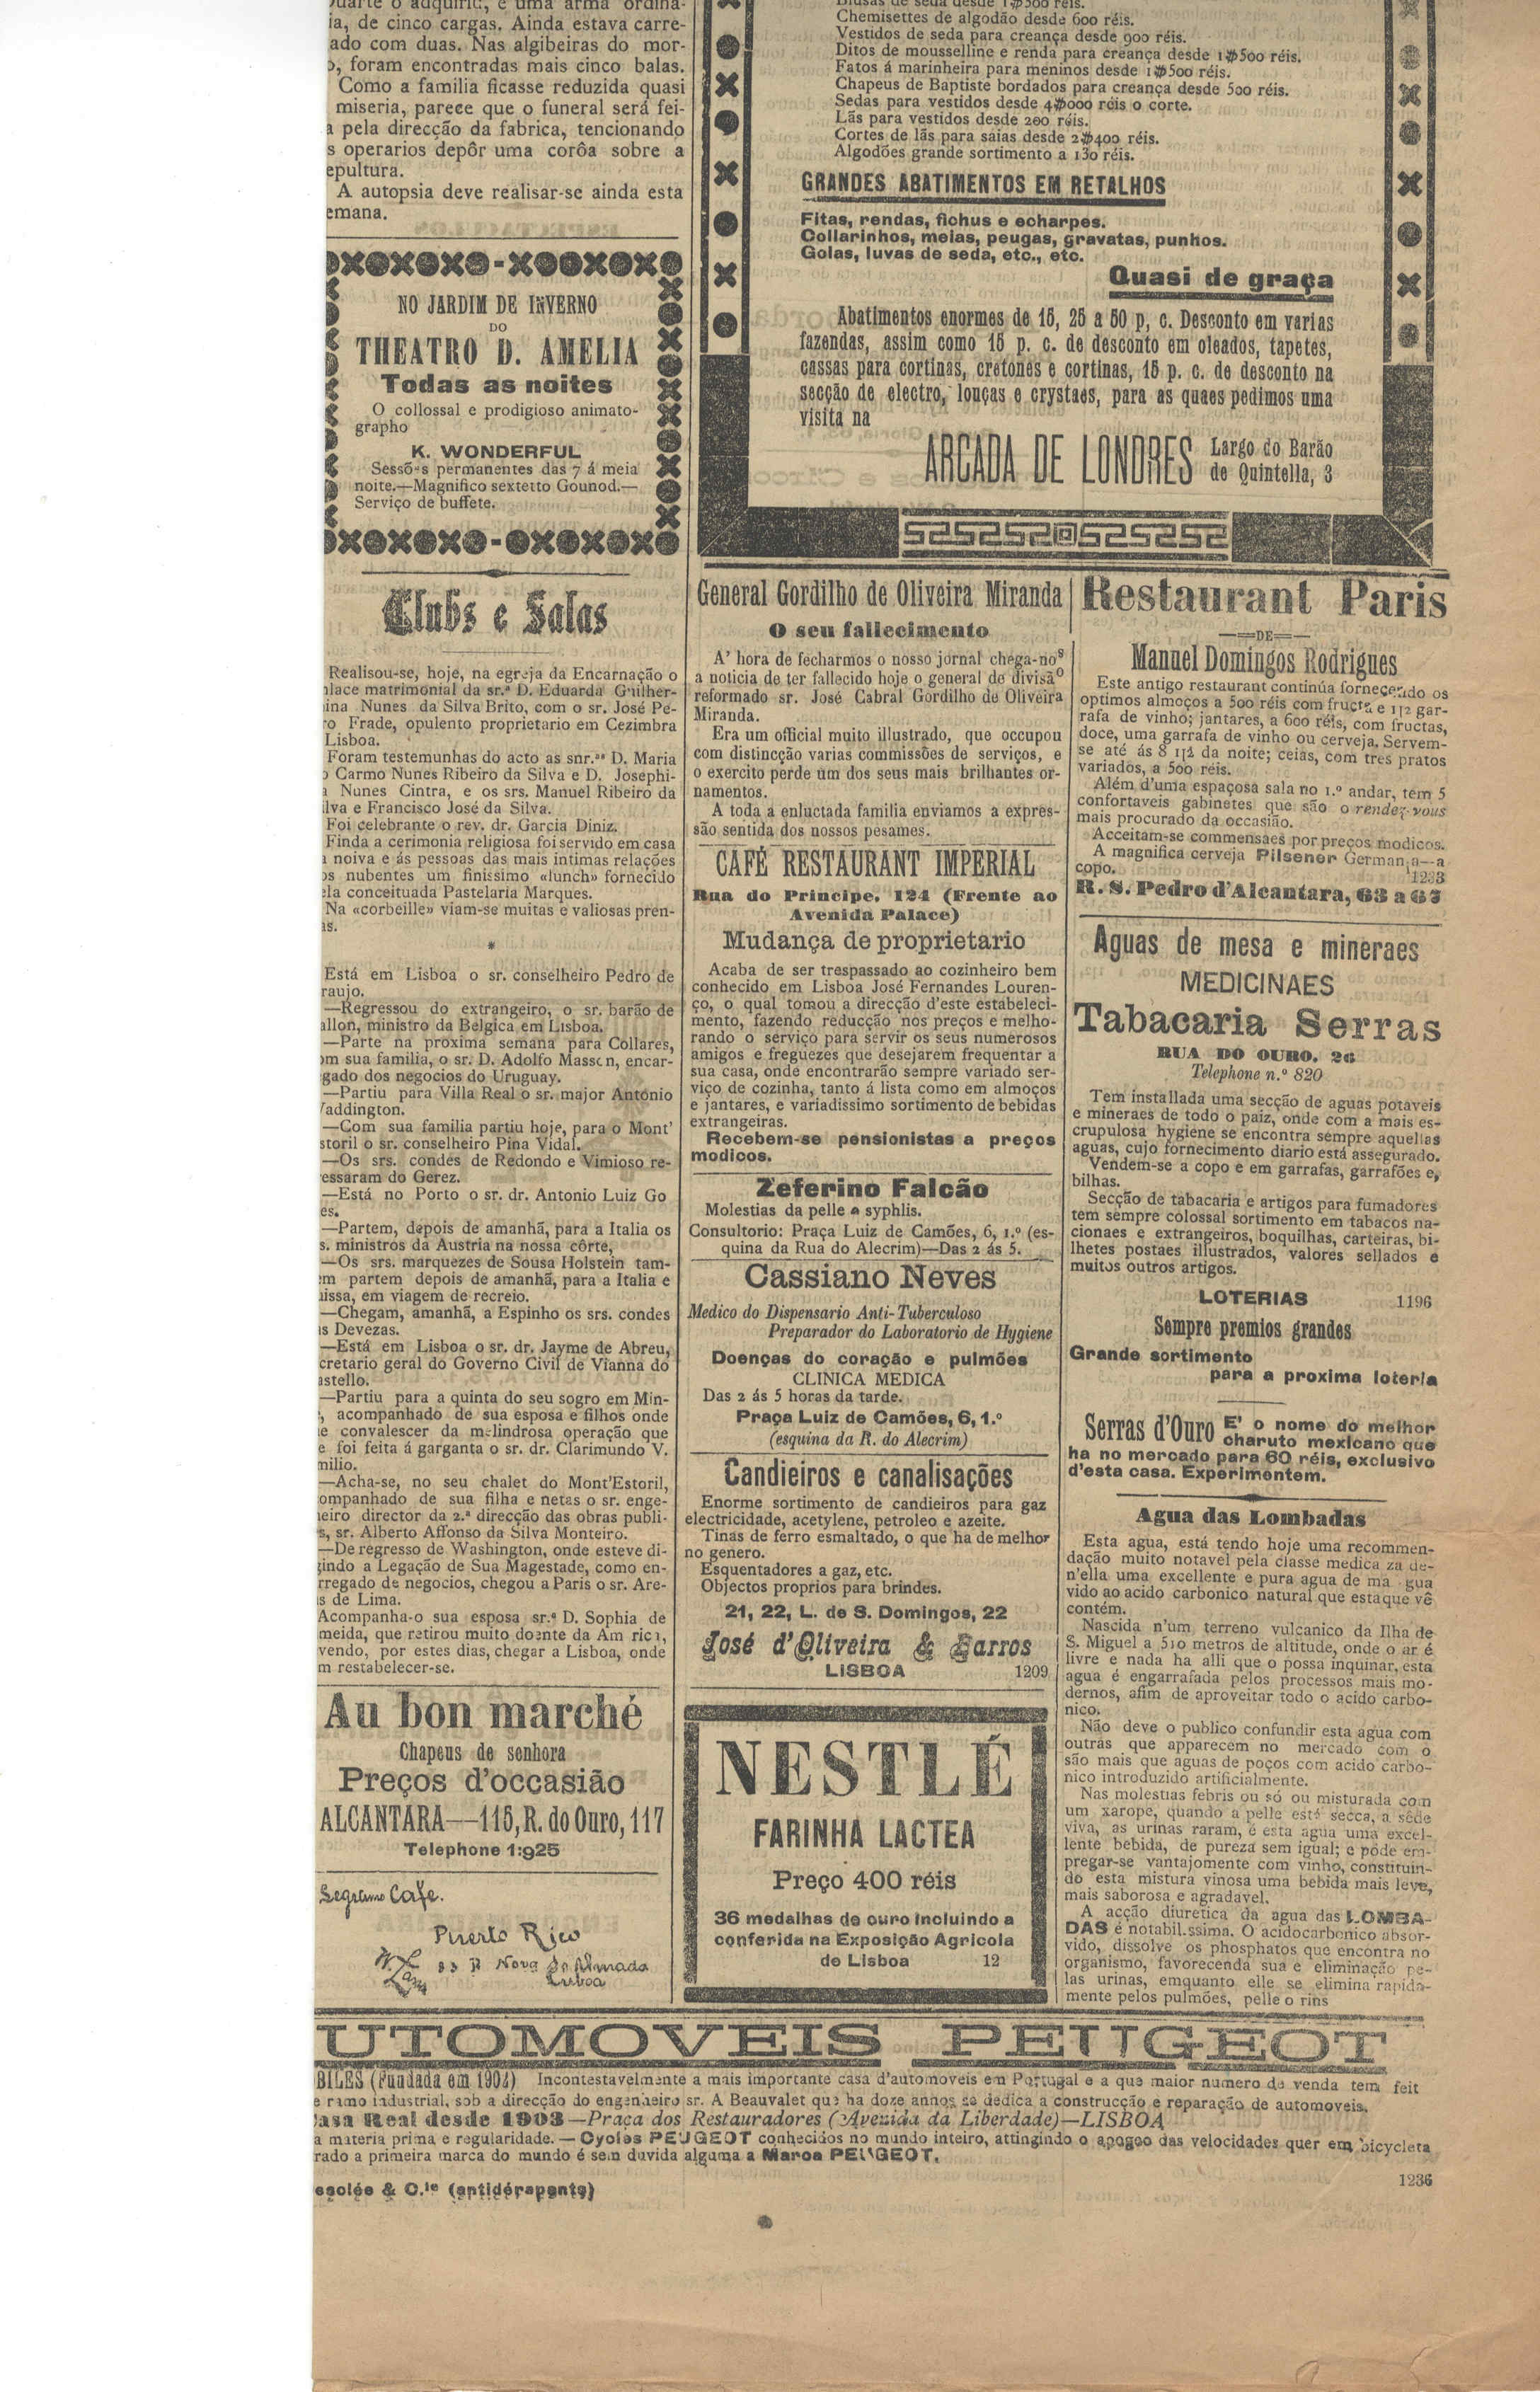 Duarte o adquiriu, é uma arma ordina-
ia, de cinco cargas. Ainda estava carre-
ado com duas. Nas algibeiras do mor-
o, foram encontradas mais cinco balas.
Como a familia ficasse reduzida quasi
miseria, parece que o funeral será fei-
a pela direcção da fabrica, tencionando
s operarios depôr uma corôa sobre a
epultura.
A autopsia deve realisar-se ainda esta
emana.
NO JARDIM DE INVERNO
DO
THEATRO D. AMELIA
Todas as noites
O collossal e prodigioso animato-
grapho
K. WONDERFUL
Sessões permanentes das 7 á meia
noite.—Magnifico sextetto Gounod.—
Serviço de buffete.
Clubs e Salas
Realisou-se, hoje, na egreja da Encarnação o
nlace matrimonial da sr.ª D. Eduarda Guilher-
ina Nunes da Silva Brito, com o sr. José Pe-
ro Frade, opulento proprietario em Cezimbra
Lisboa.
Foram testemunhas do acto as snr.as D. Maria
o Carmo Nunes Ribeiro da Silva e D. Josephi-
a Nunes Cintra, e os srs. Manuel Ribeiro da
ilva e Francisco José da Silva.
Foi celebrante o rev. dr. Garcia Diniz.
Finda a cerimonia religiosa foi servido em casa
a noiva e ás pessoas das mais intimas relações
os nubentes um finissimo «lunch» fornecido
ela conceituada Pastelaria Marques.
Na «corbeille» viam-se muitas e valiosas pren-
as.
*
Está em Lisboa o sr. conselheiro Pedro de
raujo.
—Regressou do extrangeiro, o sr. barão de
allon, ministro da Belgica em Lisboa.
—Parte na proxima semana para Collares,
om sua familia, o sr. D. Adolfo Massen, encar-
gado dos negocios do Uruguay.
—Partiu para Villa Real o sr. major Antonio
addington.
—Com sua familia partiu hoje, para o Mont'
storil o sr. conselheiro Pina Vidal.
—Os srs. condes de Redondo e Vimioso re-
essaram do Gerez.
—Está no Porto o sr. dr. Antonio Luiz Go
es.
—Partem, depois de amanhã, para a Italia os
s. ministros da Austria na nossa côrte,
—Os srs. marquezes de Sousa Holstein tam-
em partem depois de amanhã, para a Italia e
uissa, em viagem de recreio.
—Chegam, amanhã, a Espinho os srs. condes
as Devezas.
—Está em Lisboa o sr. dr. Jayme de Abreu,
cretario geral do Governo Civil de Vianna do
astello.
—Partiu para a quinta do seu sogro em Min-
, acompanhado de sua esposa e filhos onde
e convalescer da melindrosa operação que
e foi feita á garganta o sr. dr. Clarimundo V.
milio.
—Acha-se, no seu chalet do Mont'Estoril,
ompanhado de sua filha e netas o sr. enge-
eiro director da 2.ª direcção das obras publi-
s, sr. Alberto Affonso da Silva Monteiro.
—De regresso de Washington, onde esteve di-
gindo a Legação de Sua Magestade, como en-
rregado de negocios, chegou a Paris o sr. Are-
s de Lima.
Acompanha-o sua esposa sr.ª D. Sophia de
meida, que retirou muito doente da Am rica,
vendo, por estes dias, chegar a Lisboa, onde
m restabelecer-se.
Au bon marché
Chapeus de senhora
Preços d'occasião
ALCANTARA—115, R. do Ouro, 117
Telephone 1:925
Segramo Cafe.
Puerto Rico
83 R Nova do Almada
Lisboa
Blusas de seda desde 1$500 réis.
Chemisettes de algodão desde 600 réis.
Vestidos de seda para creança desde 900 réis.
Ditos de mousselline e renda para creança desde 1$500 réis.
Fatos á marinheira para meninos desde 1$500 réis.
Chapeus de Baptiste bordados para creança desde 500 réis.
Sedas para vestidos desde 4$000 réis o corte.
Lãs para vestidos desde 200 réis.
Cortes de lãs para saias desde 2$400 réis.
Algodões grande sortimento a 130 réis.
GRANDES ABATIMENTOS EM RETALHOS
Fitas, rendas, fichus e echarpes.
Collarinhos, meias, peugas, gravatas, punhos.
Golas, luvas de seda, etc., etc.
Quasi de graça
Abatimentos enormes de 15, 25 a 50 p, c. Desconto em varias
fazendas, assim como 15 p. c. de desconto em oleados, tapetes,
cassas para cortinas, cretones e cortinas, 15 p. c. de desconto na
secção de electro, louças e crystaes, para as quaes pedimos uma
visita na
ARCADA DE LONDRES Largo do Barão
de Quintella, 3
General Gordilho de Oliveira Miranda
O seu fallecimento
A' hora de fecharmos o nosso jornal chega-nos
a noticia de ter fallecido hoje o general de divisão
reformado sr. José Cabral Gordilho de Oliveira
Miranda.
Era um official muito illustrado, que occupou
com distincção varias commissões de serviços, e
o exercito perde um dos seus mais brilhantes or-
namentos.
A toda a enluctada familia enviamos a expres-
são sentida dos nossos pesames.
CAFÉ RESTAURANT IMPERIAL
Rua do Principe, 124 (Frente ao
Avenida Palace)
Mudança de proprietario
Acaba de ser trespassado ao cozinheiro bem
conhecido em Lisboa José Fernandes Louren-
ço, o qual tomou a direcção d'este estabeleci-
mento, fazendo reducção nos preços e melho-
rando o serviço para servir os seus numerosos
amigos e freguezes que desejarem frequentar a
sua casa, onde encontrarão sempre variado ser-
viço de cozinha, tanto á lista como em almoços
e jantares, e variadissimo sortimento de bebidas
extrangeiras.
Recebem-se pensionistas a preços
modicos.
Zeferino Falcão
Molestias da pelle e syphlis.
Consultorio: Praça Luiz de Camões, 6, 1.º (es-
quina da Rua do Alecrim)—Das 2 ás 5.
Cassiano Neves
Medico do Dispensario Anti-Tuberculoso
Preparador do Laboratorio de Hygiene
Doenças do coração e pulmões
CLINICA MEDICA
Das 2 ás 5 horas da tarde.
Praça Luiz de Camões, 6, 1.º
(esquina da R. do Alecrim)
Candieiros e canalisações
Enorme sortimento de candieiros para gaz
electricidade, acetylene, petroleo e azeite.
Tinas de ferro esmaltado, o que ha de melhor
no genero.
Esquentadores a gaz, etc.
Objectos proprios para brindes.
21, 22, L. de S. Domingos, 22
José d'Oliveira & Barros
LISBOA 1209
NESTLÉ
FARINHA LACTEA
Preço 400 réis
36 medalhas de ouro incluindo a
conferida na Exposição Agricola
de Lisboa 12
Restaurant Paris
DE
Manuel Domingos Rodrigues
Este antigo restaurant continúa fornecendo os
optimos almoços a 500 réis com fructa e 1|2 gar-
rafa de vinho; jantares, a 600 réis, com fructas,
doce, uma garrafa de vinho ou cerveja. Servem-
se até ás 8 1|2 da noite; ceias, com tres pratos
variados, a 500 réis.
Além d'uma espaçosa sala no 1.º andar, tem 5
confortaveis gabinetes que são o rendez-vous
mais procurado da occasião.
Acceitam-se commensaes por preços modicos.
A magnifica cerveja Pilsener Germania—a
copo. 1233
R. S. Pedro d'Alcantara, 63 a 67
Aguas de mesa e mineraes
MEDICINAES
Tabacaria Serras
RUA DO OURO, 26
Telephone n.º 820
Tem installada uma secção de aguas potaveis
e mineraes de todo o paiz, onde com a mais es-
crupulosa hygiene se encontra sempre aquellas
aguas, cujo fornecimento diario está assegurado.
Vendem-se a copo e em garrafas, garrafões e,
bilhas.
Secção de tabacaria e artigos para fumadores
tem sempre colossal sortimento em tabacos na-
cionaes e extrangeiros, boquilhas, carteiras, bi-
lhetes postaes illustrados, valores sellados e
muitos outros artigos.
LOTERIAS 1196
Sempre premios grandes
Grande sortimento
para a proxima loteria
Serras d'Ouro E' o nome do melhor
charuto mexicano que
ha no mercado para 60 réis, exclusivo
d'esta casa. Experimentem.
Agua das Lombadas
Esta agua, está tendo hoje uma recommen-
dação muito notavel pela classe medica za de-
n'ella uma excellente e pura agua de ma gua
vido ao acido carbonico natural que estaque vê
contém.
Nascida n'um terreno vulcanico da Ilha de
S. Miguel a 510 metros de altitude, onde o ar é
livre e nada ha alli que o possa inquinar, esta
agua é engarrafada pelos processos mais mo-
dernos, afim de aproveitar todo o acido carbo-
nico.
Não deve o publico confundir esta agua com
outras que apparecem no mercado com o
são mais que aguas de poços com acido carbo-
nico introduzido artificialmente.
Nas molestias febris ou só ou misturada com
um xarope, quando a pelle está secca, a sêde
viva, as urinas raram, é esta agua uma excel-
lente bebida, de pureza sem igual; e póde em-
pregar-se vantajomente com vinho, constituin-
do esta mistura vinosa uma bebida mais leve,
mais saborosa e agradavel.
A acção diuretica da agua das LOMBA-
DAS é notabilissima. O acidocarbonico absor-
vido, dissolve os phosphatos que encontra no
organismo, favorecenda sua e eliminação pe-
las urinas, emquanto elle se elimina rapida-
mente pelos pulmões, pelle o rins
UTOMOVEIS PEUGEOT
BILES (Fundada em 1902) Incontestavelmente a mais importante casa d'automoveis em Portugal e a que maior numero de venda tem feit
e ramo industrial, sob a direcção do engenheiro sr. A Beauvalet que ha doze annos se dedica a construcção e reparação de automoveis.
asa Real desde 1903—Praça dos Restauradores (Avenida da Liberdade)—LISBOA
a materia prima e regularidade. — Cycles PEUGEOT conhecidos no mundo inteiro, attingindo o apogeo das velocidades quer em bicycleta
rado a primeira marca do mundo é sem duvida alguma a Marca PEUGEOT.
1236
esolée & C.ie (antidérapants)